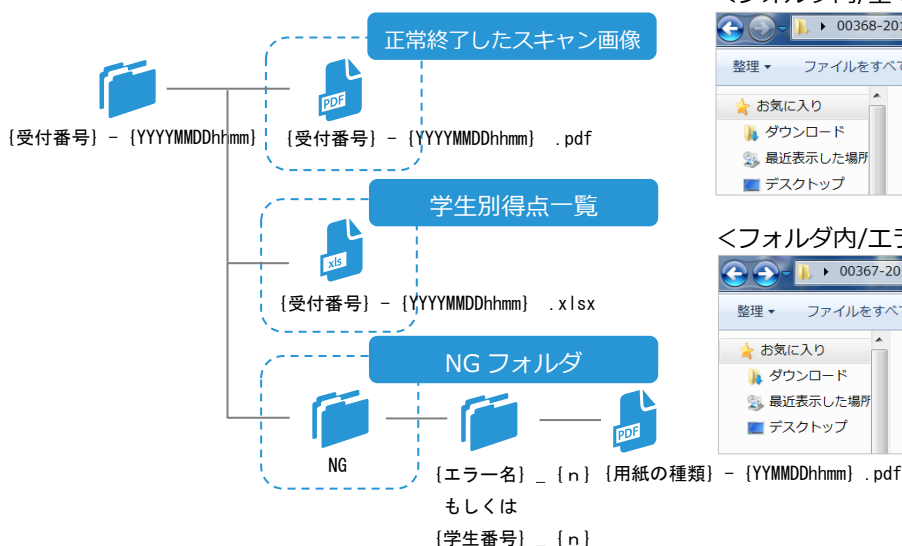 正常終了したスキャン画像
PDF
{受付番号} - {YYYYMMDDhhmm}
{受付番号} - {YYYYMMDDhhmm} .pdf
学生別得点一覧
xls
{受付番号} - {YYYYMMDDhhmm} .xlsx
NG フォルダ
NG
PDF
{エラー名} _ {n}
{用紙の種類} - {YYMMDDhhmm} .pdf
もしくは
{学生番号} _ {n}
00368-201
整理
ファイルをすべて
お気に入り
ダウンロード
最近表示した場所
デスクトップ
<フォルダ内/エラ
00367-20
整理
ファイルをすべて
お気に入り
ダウンロード
最近表示した場所
デスクトップ